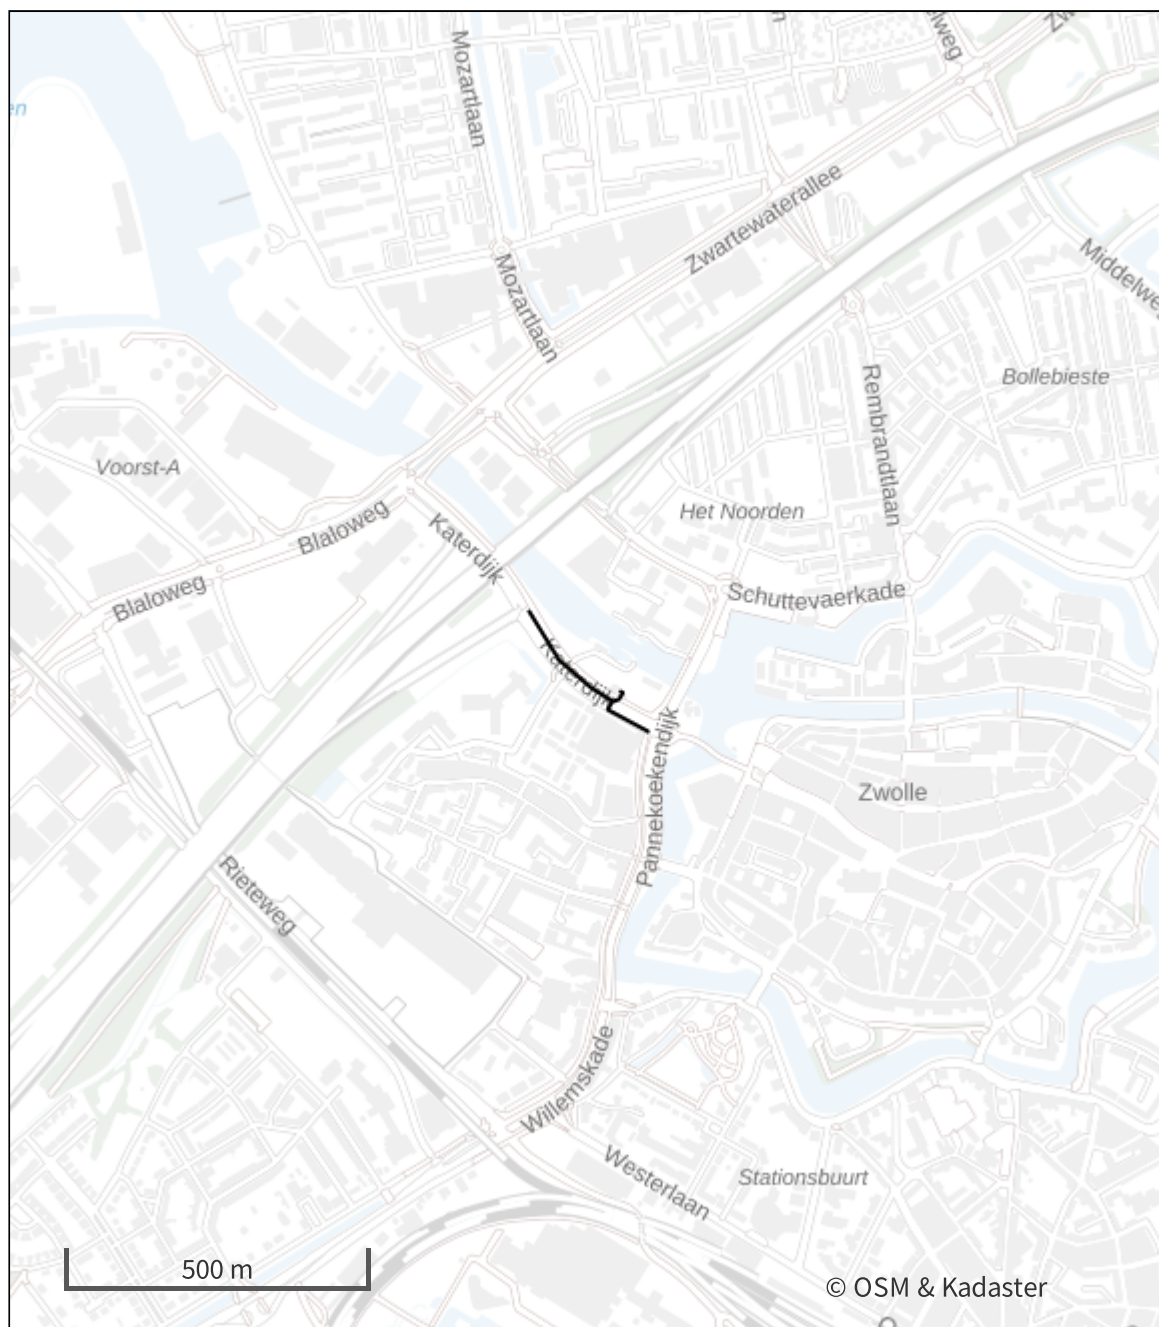 Mozartlaan
en
Zwartewaterallee
Mozartlaan
Middelweg
Rembrandtlaan
Bollebieste
Voorst-A
Blaloweg
Katerdijk
Het Noorden
Blaloweg
Schuttevaerkade
Katerdijk
Pannekoekendijk
Zwolle
Rieteweg
Willemskade
Westerlaan
Stationsbuurt
500 m
© OSM & Kadaster